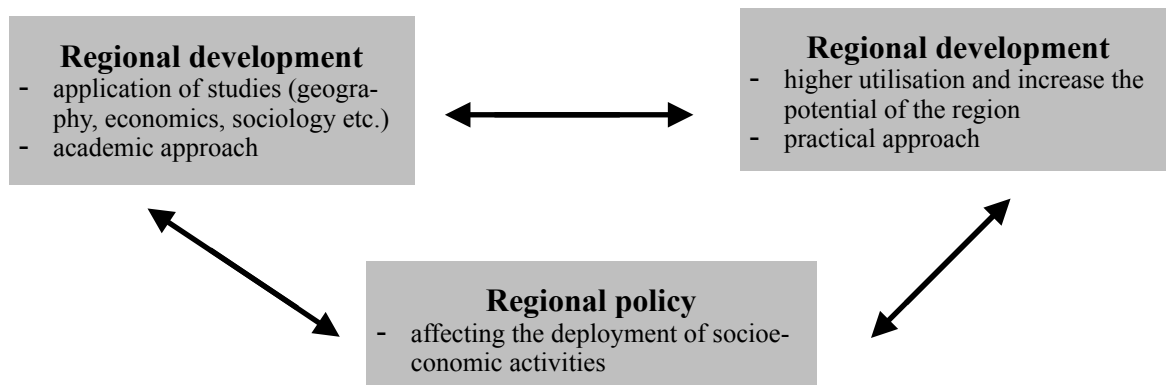 Regional development
- application of studies (geogra-
phy, economics, sociology etc.)
- academic approach
Regional development
- higher utilisation and increase the
potential of the region
- practical approach
Regional policy
- affecting the deployment of socioe-
conomic activities